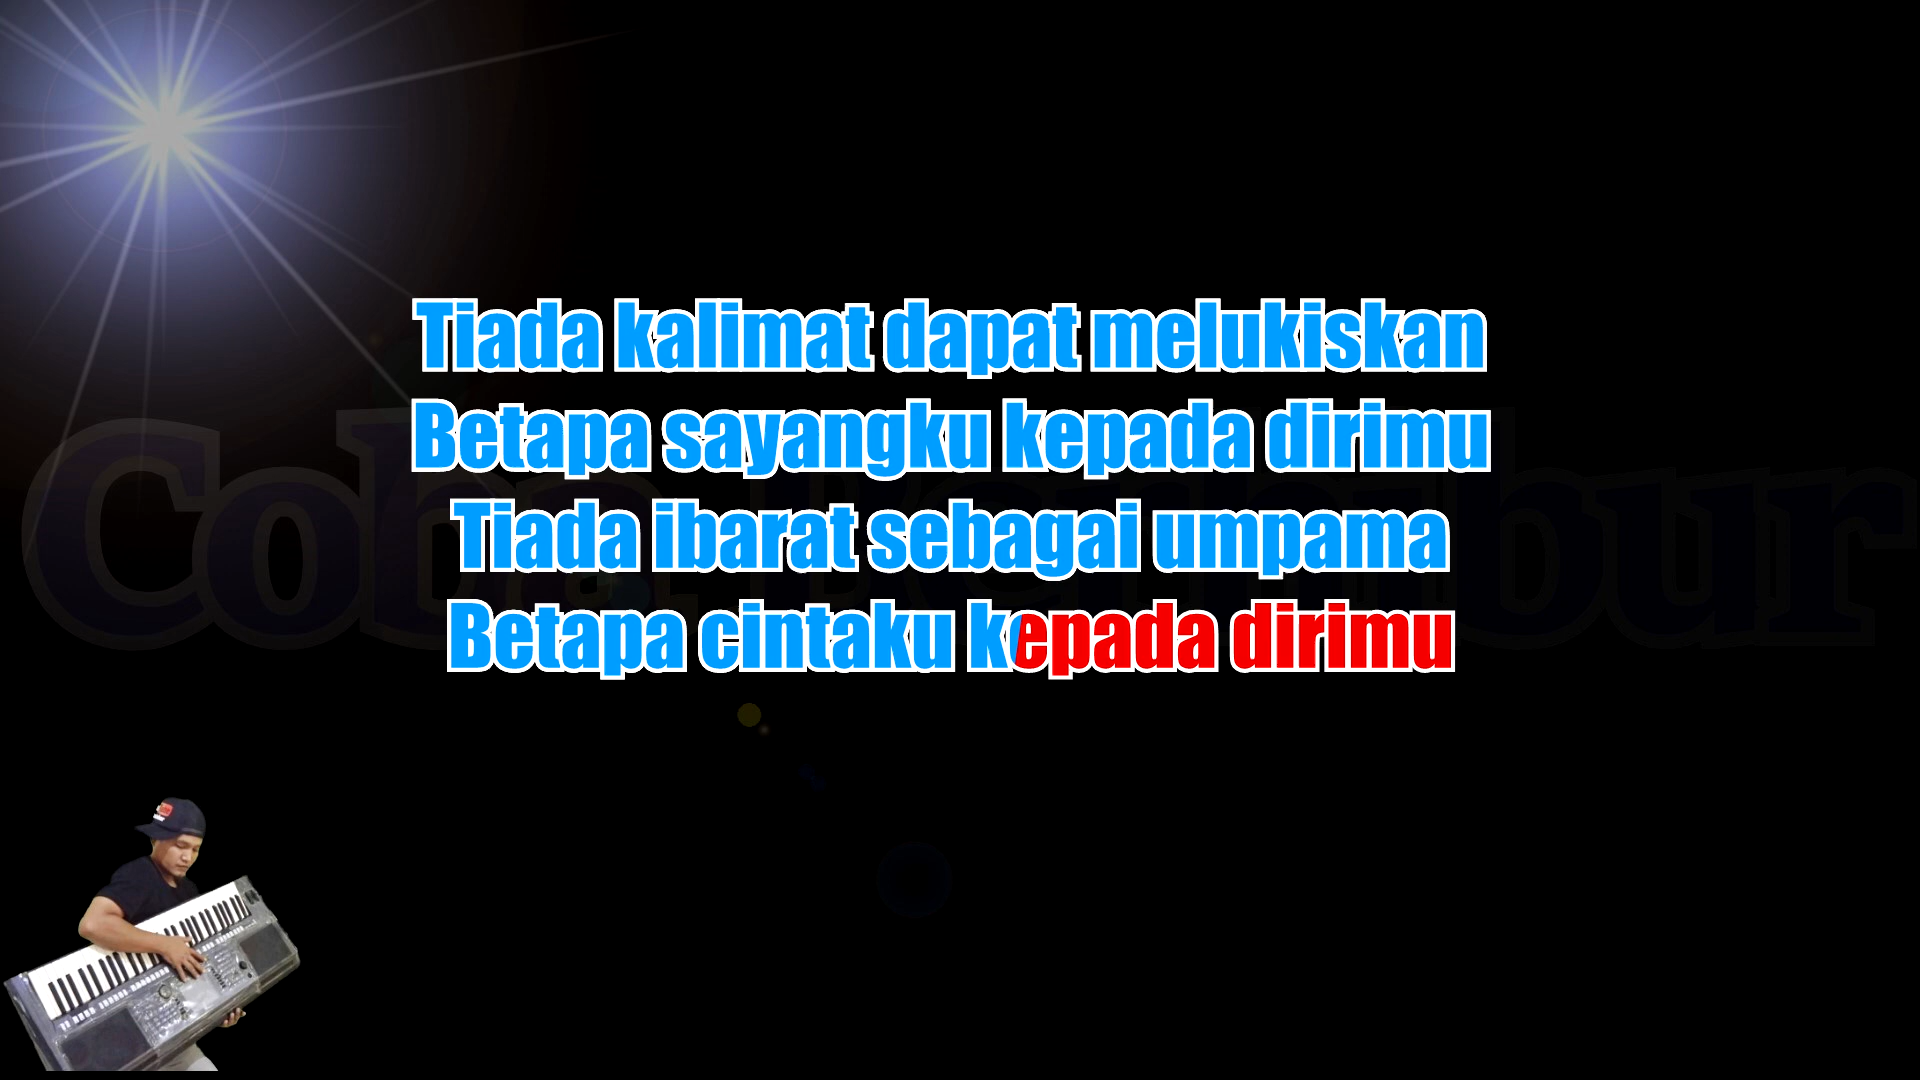 Tiada kalimat dapat melukiskan
Betapa sayangku kepada dirimu
Tiada ibarat sebagai umpama
Betapa cintaku kepada dirimu